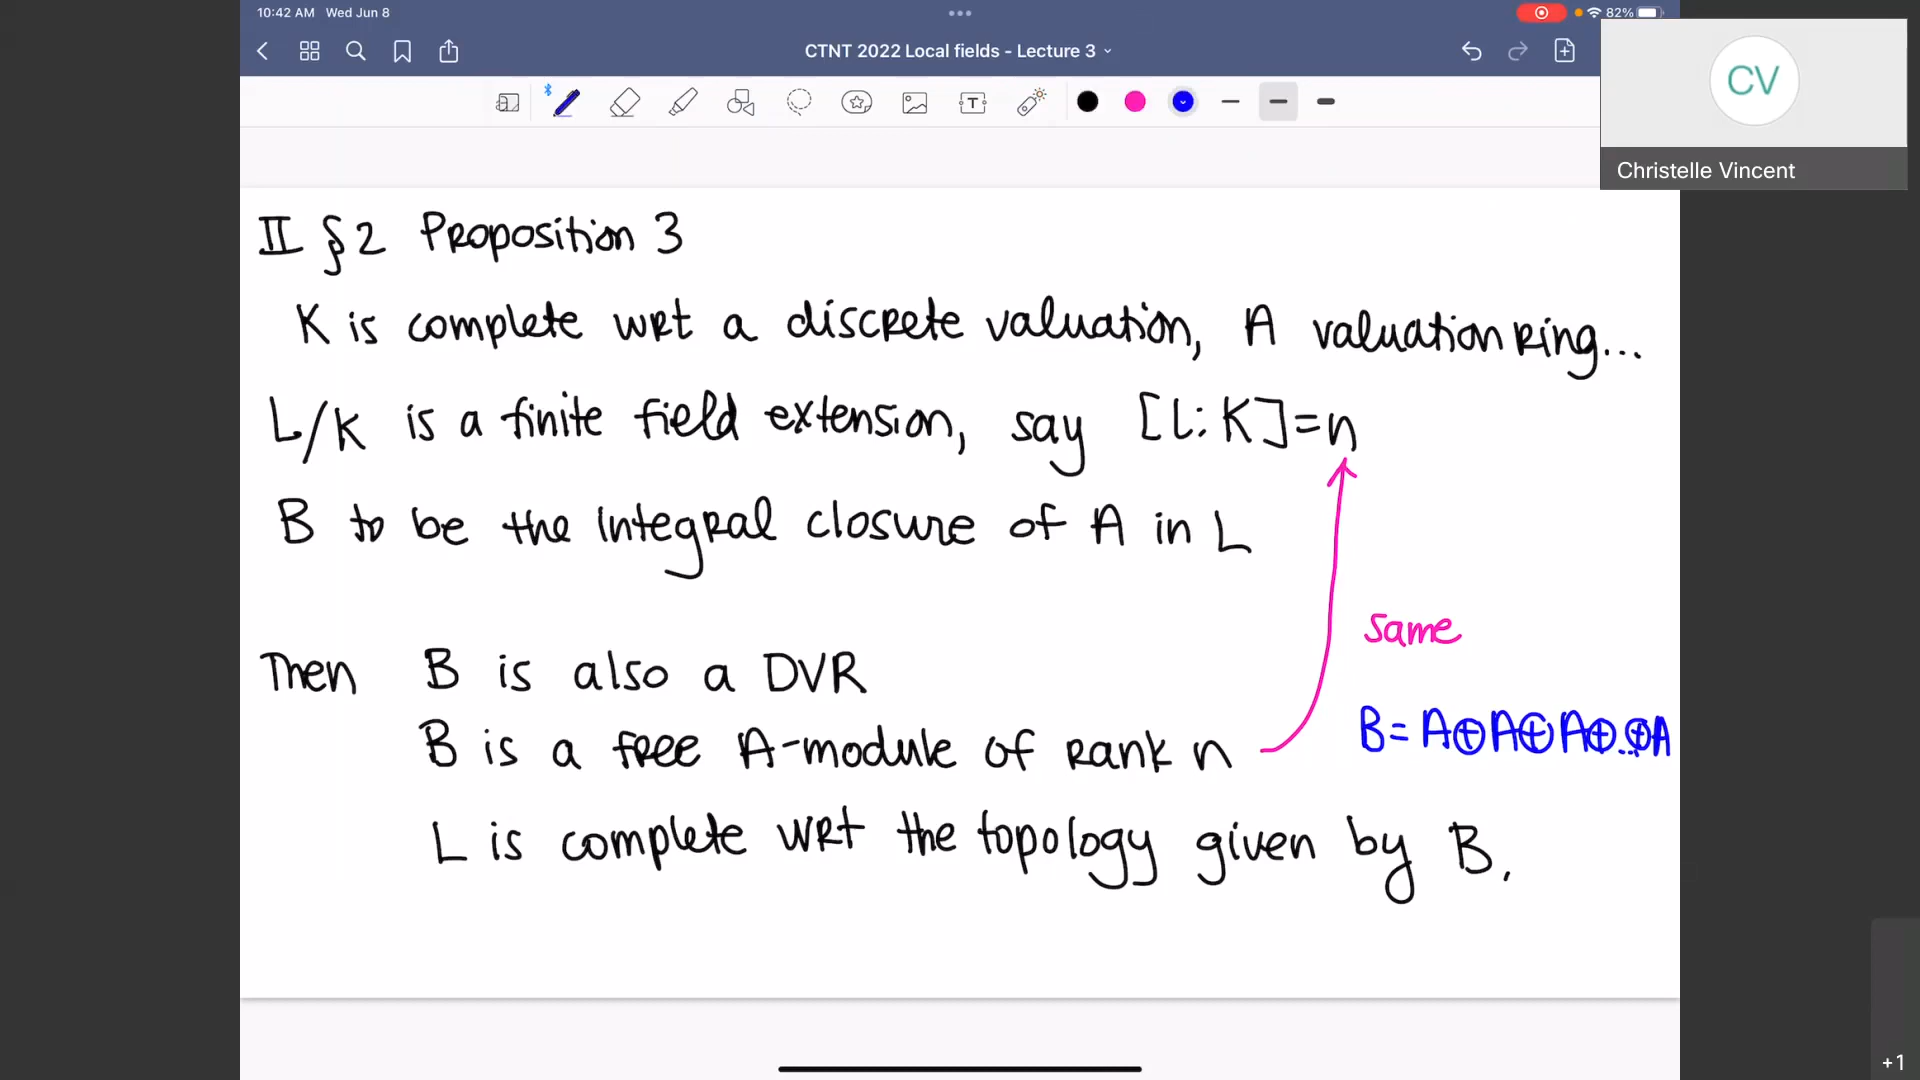 10:42 AM Wed Jun 8
82%
CTNT 2022 Local fields - Lecture 3
CV
Christelle Vincent
II §2 Proposition 3
K is complete wrt a discrete valuation, A valuation ring...
L/K is a finite field extension, say [L:K]=n
B to be the integral closure of A in L
same
Then B is also a DVR
B is a free A-module of rank n
B=A⊕A⊕A⊕..⊕A
L is complete wrt the topology given by B.
+1